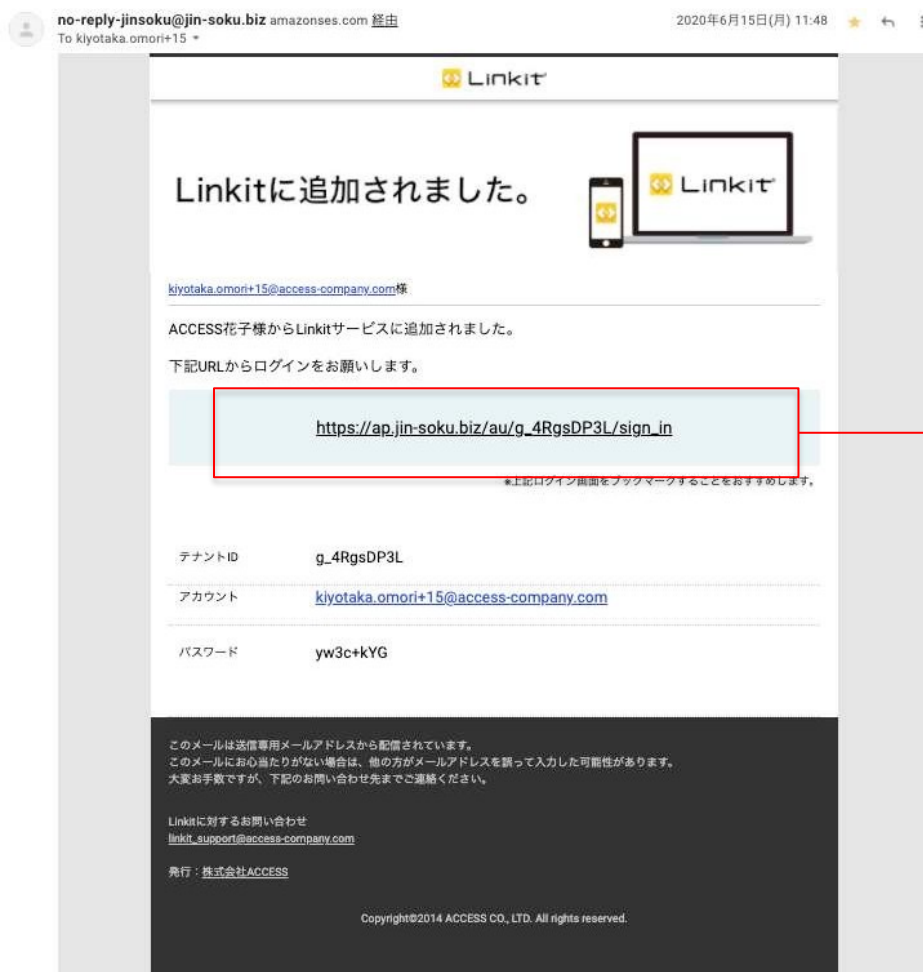 no-reply-jinsoku@jin-soku.biz amazonses.com 経由 2020年6月15日(月) 11:48
To kiyotaka.omori+15
Linkit
Linkitに追加されました。
Linkit
kiyotaka.omori+15@access-company.com様
ACCESS花子様からLinkitサービスに追加されました。
下記URLからログインをお願いします。
https://ap.jin-soku.biz/au/g_4RgsDP3L/sign_in
※上記ログイン画面をブックマークすることをおすすめします。
テナントID g_4RgsDP3L
アカウント kiyotaka.omori+15@access-company.com
パスワード yw3c+kYG
このメールは送信専用メールアドレスから配信されています。
このメールにお心当たりがない場合は、他の方がメールアドレスを誤って入力した可能性があります。
大変お手数ですが、下記のお問い合わせ先までご連絡ください。
Linkitに対するお問い合わせ
linkit_support@access-company.com
発行：株式会社ACCESS
Copyright©2014 ACCESS CO., LTD. All rights reserved.